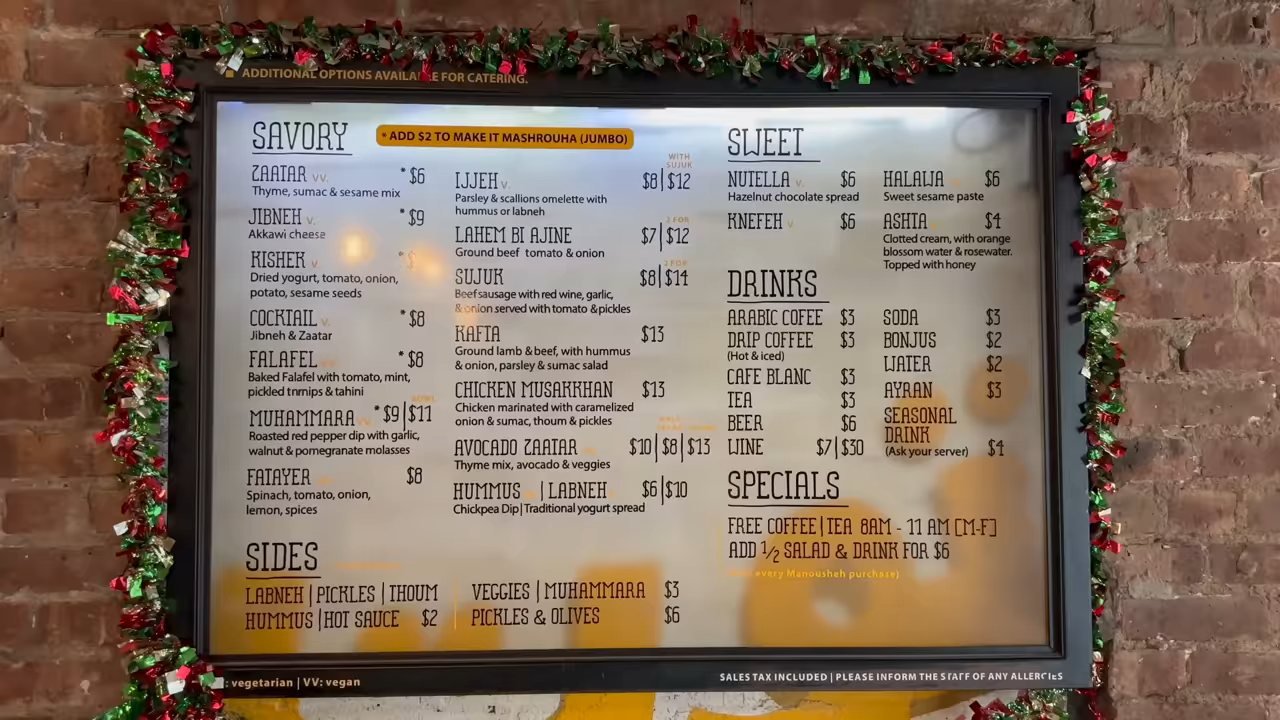 ADDITIONAL OPTIONS AVAILABLE FOR CATERING.
SAVORY
* ADD $2 TO MAKE IT MASHROUHA (JUMBO)
ZAATAR VV. * $6
Thyme, sumac & sesame mix
JIBNEH V. * $9
Akkawi cheese
KISHEK V. * $
Dried yogurt, tomato, onion,
potato, sesame seeds
COCKTAIL V. * $8
Jibneh & Zaatar
FALAFEL * $8
Baked Falafel with tomato, mint,
pickled trnmips & tahini
BOWL
MUHAMMARA * $9|$11
Roasted red pepper dip with garlic,
walnut & pomegranate molasses
FATAYER $8
Spinach, tomato, onion,
lemon, spices
WITH
SUJUK
IJJEH V. $8|$12
Parsley & scallions omelette with
hummus or labneh
2 FOR
LAHEM BI AJINE $7|$12
Ground beef tomato & onion
2 FOR
SUJUK $8|$14
Beef sausage with red wine, garlic,
& onion served with tomato & pickles
KAFTA $13
Ground lamb & beef, with hummus
& onion, parsley & sumac salad
CHICKEN MUSAKKHAN $13
Chicken marinated with caramelized
onion & sumac, thoum & pickles
AVOCADO ZAATAR $10|$8|$13
Thyme mix, avocado & veggies
HUMMUS | LABNEH $6|$10
Chickpea Dip|Traditional yogurt spread
SIDES
LABNEH | PICKLES | THOUM
HUMMUS |HOT SAUCE $2
VEGGIES | MUHAMMARA $3
PICKLES & OLIVES $6
SWEET
NUTELLA V. $6
Hazelnut chocolate spread
KNEFEH V. $6
HALAWA $6
Sweet sesame paste
ASHTA $4
Clotted cream, with orange
blossom water & rosewater.
Topped with honey
DRINKS
ARABIC COFEE $3
DRIP COFFEE $3
(Hot & iced)
CAFE BLANC $3
TEA $3
BEER $6
WINE $7|$30
SODA $3
BONJUS $2
WATER $2
AYRAN $3
SEASONAL
DRINK
(Ask your server) $4
SPECIALS
FREE COFFEE|TEA 8AM - 11 AM [M-F]
ADD 1/2 SALAD & DRINK FOR $6
every Manousheh purchase)
: vegetarian | VV: vegan
SALES TAX INCLUDED | PLEASE INFORM THE STAFF OF ANY ALLERGIES